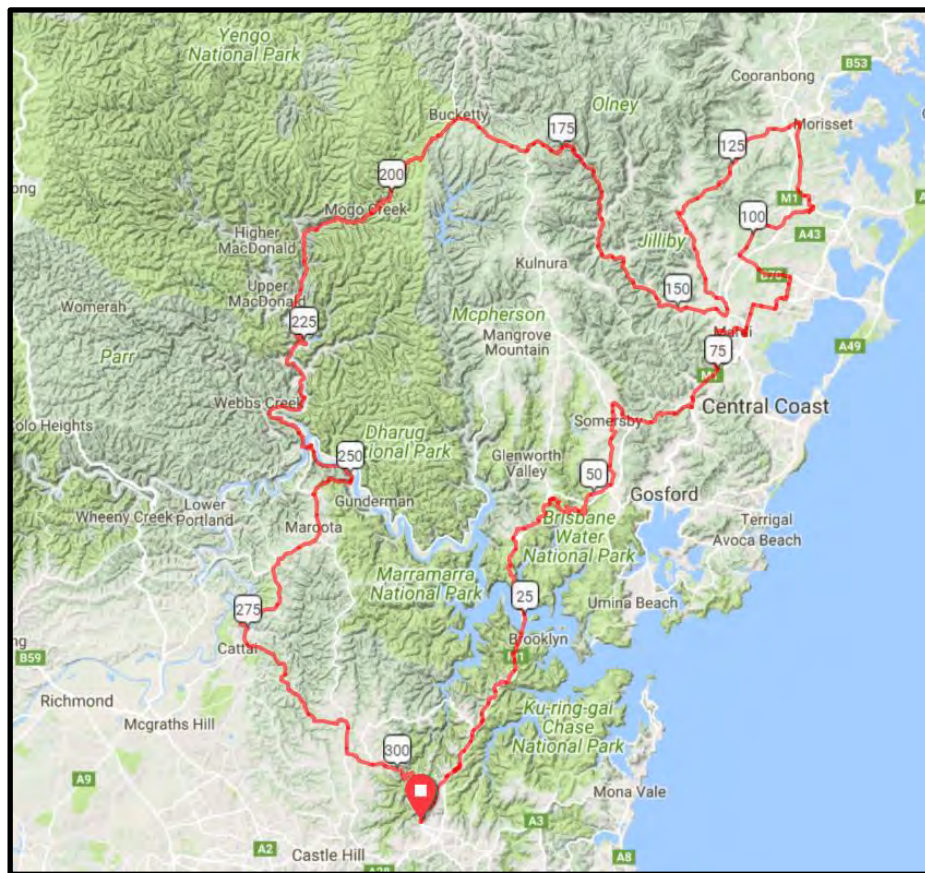 Yengo
National Park
B53
Cooranbong
Olney
Bucketty
175
Morisset
125
200
M1
Mogo Creek
100
A43
Higher
MacDonald
Jilliby
Kulnura
Upper
MacDonald
150
Womerah
225
Mcpherson
Mangrove
Mountain
75
A49
Parr
Webbs Creek
Central Coast
Somersby
Dharug
National Park
Glenworth
Valley
250
50
Gosford
Gunderman
Lower
Portland
Wheeny Creek
Maroota
Brisbane
Water
National Park
Terrigal
Avoca Beach
Marramarra
National Park
25
Umina Beach
275
Brooklyn
Cattai
B59
Richmond
Mcgraths Hill
Ku-ring-gai
Chase
National Park
300
A9
Mona Vale
A3
A2
Castle Hill
A8